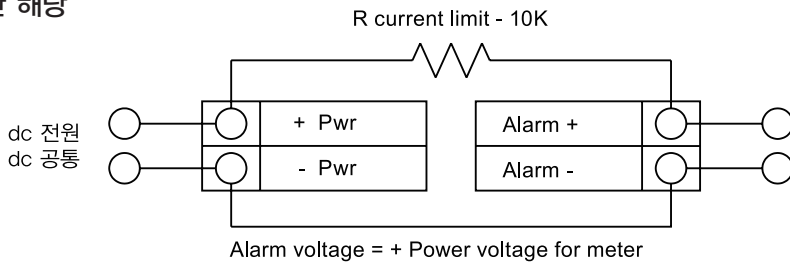 해당
R current limit - 10K
dc 전원
dc 공통
+ Pwr
- Pwr
Alarm +
Alarm -
Alarm voltage = + Power voltage for meter